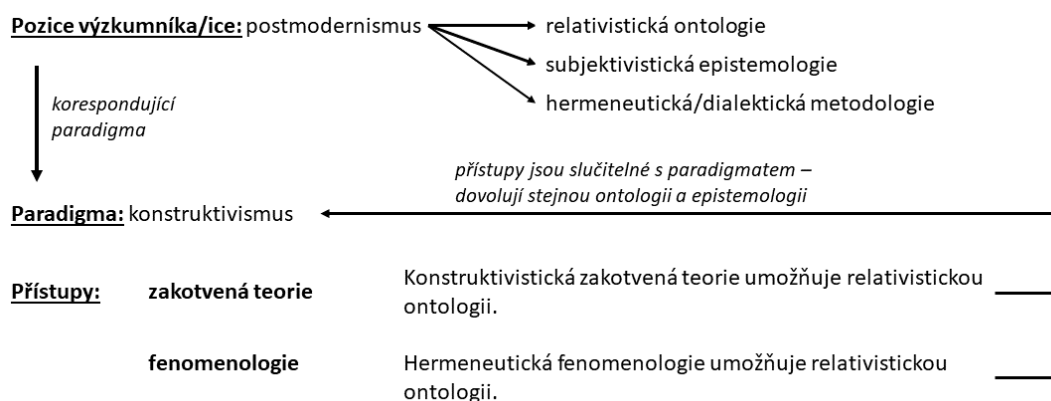 Pozice výzkumníka/ice: postmodernismus
relativistická ontologie
subjektivistická epistemologie
hermeneutická/dialektická metodologie
korespondující
paradigma
přístupy jsou slučitelné s paradigmatem –
dovolují stejnou ontologii a epistemologii
Paradigma: konstruktivismus
Přístupy:
zakotvená teorie
Konstruktivistická zakotvená teorie umožňuje relativistickou
ontologii.
fenomenologie
Hermeneutická fenomenologie umožňuje relativistickou
ontologii.